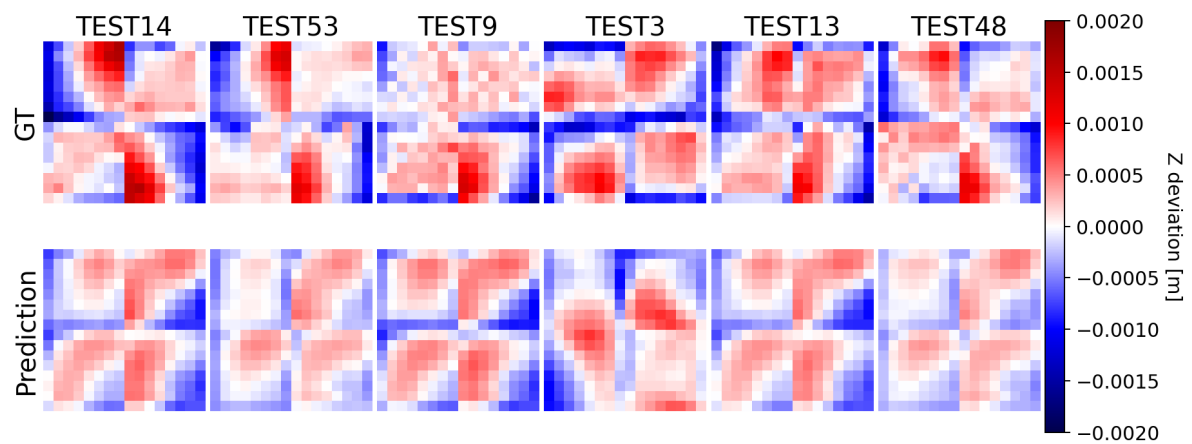 TEST14 TEST53 TEST9 TEST3 TEST13 TEST48
GT
Prediction
0.0020
0.0015
0.0010
0.0005
0.0000
−0.0005
−0.0010
−0.0015
−0.0020
Z deviation [m]